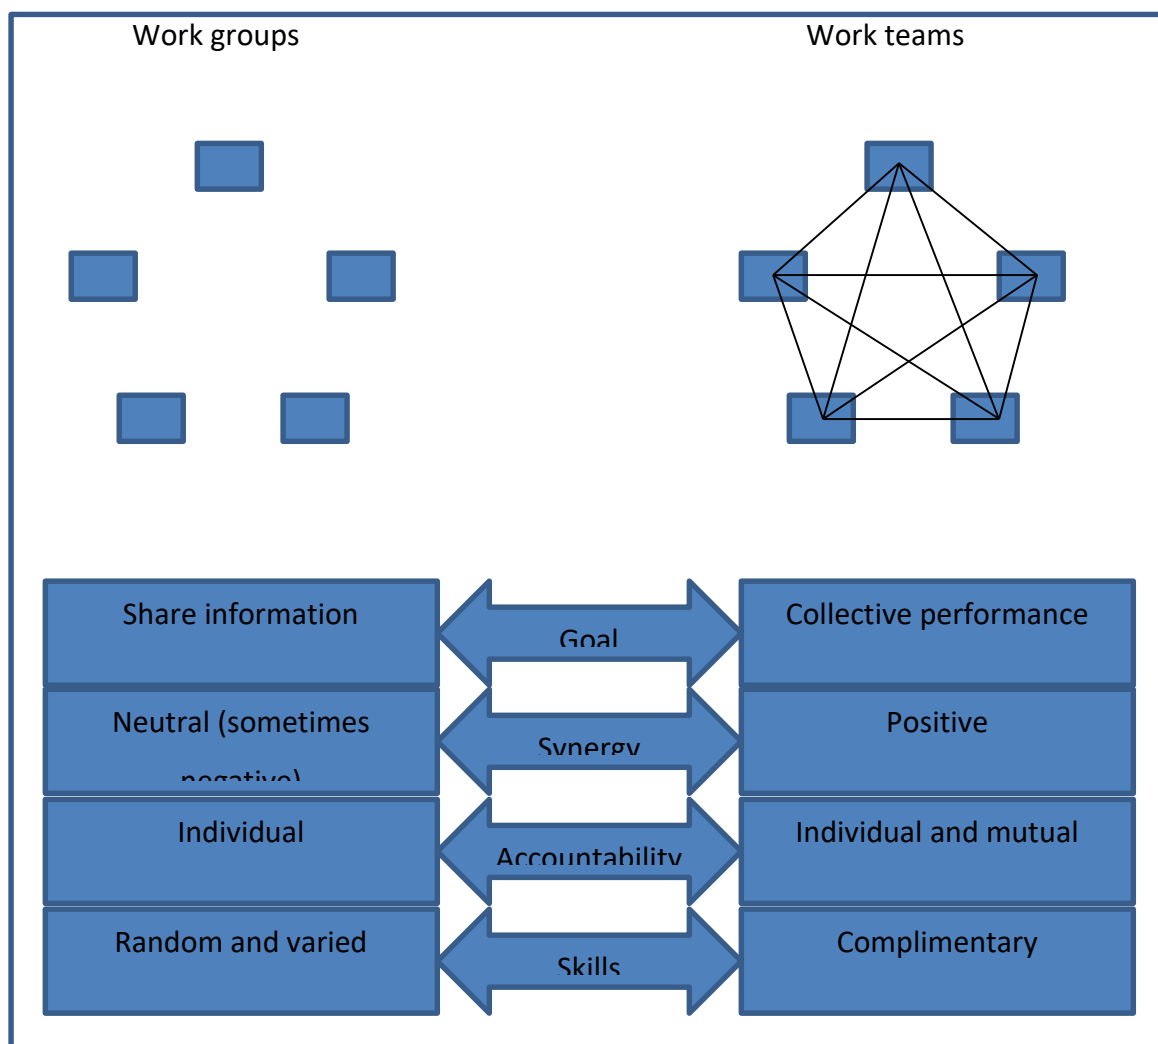 Work groups
Work teams
Share information
Goal
Collective performance
Neutral (sometimes
negative)
Synergy
Positive
Individual
Accountability
Individual and mutual
Random and varied
Skills
Complimentary